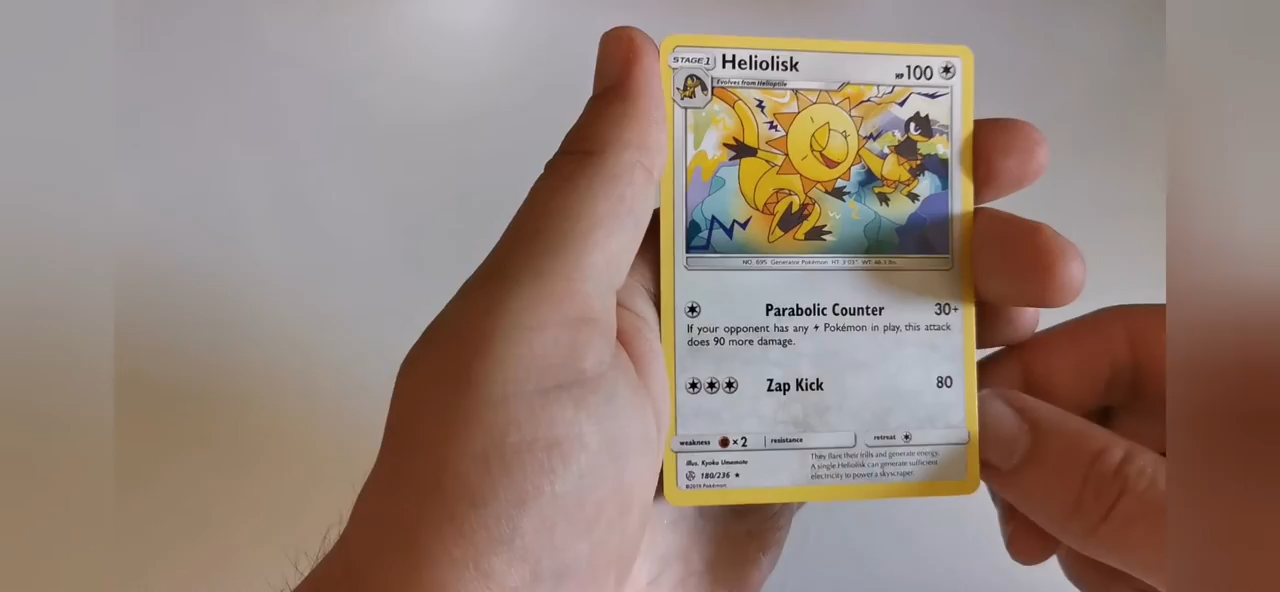 STAGE 1 Heliolisk HP 100
Evolves from Helioptile
NO. 695 Generator Pokémon HT: 3'03" WT: 46.3 lbs.
Parabolic Counter 30+
If your opponent has any Pokémon in play, this attack
does 90 more damage.
Zap Kick 80
weakness ×2 resistance retreat
They flare their frills and generate energy.
A single Heliolisk can generate sufficient
electricity to power a skyscraper.
illus. Kyoko Umemoto
180/236
©2019 Pokémon